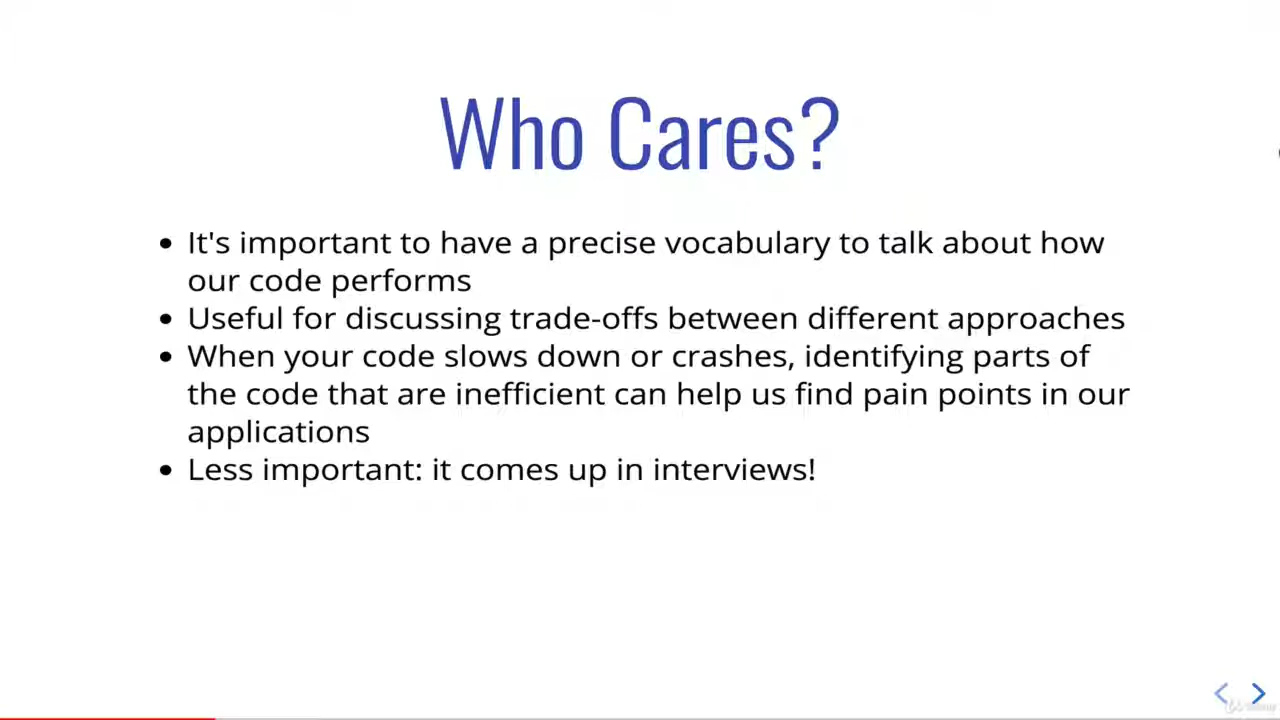 Who Cares?
• It's important to have a precise vocabulary to talk about how
our code performs
• Useful for discussing trade-offs between different approaches
• When your code slows down or crashes, identifying parts of
the code that are inefficient can help us find pain points in our
applications
• Less important: it comes up in interviews!